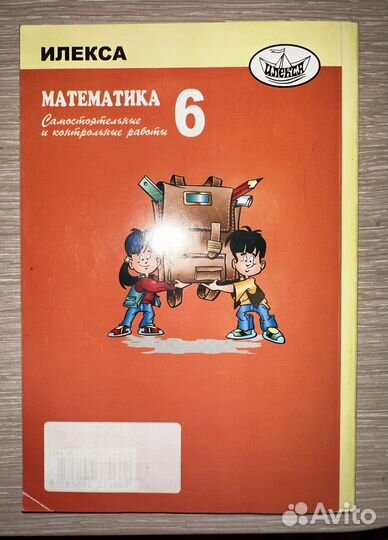 ИЛЕКСА
ИЛЕКСА
МАТЕМАТИКА 6
Самостоятельные
и контрольные работы
Avito